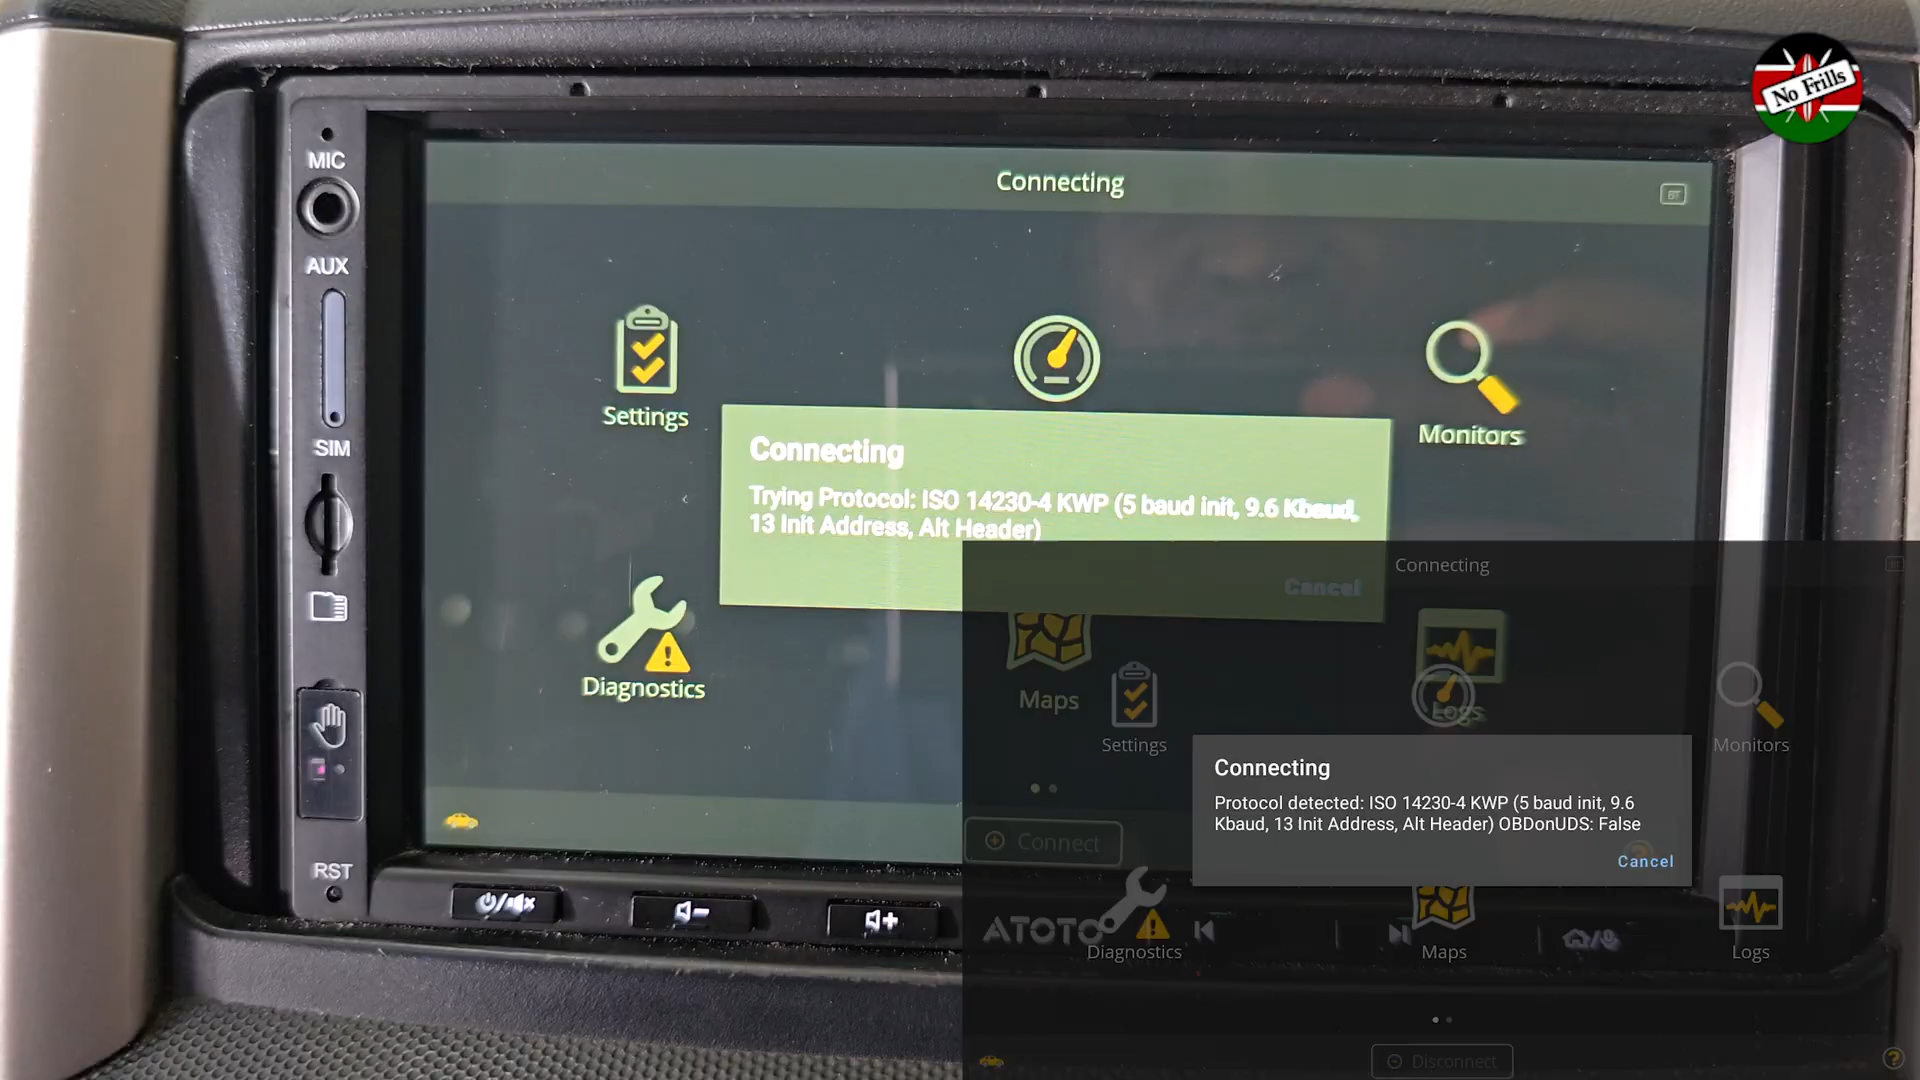 No Frills
MIC
AUX
SIM
RST
Connecting
BT
Settings
Monitors
Connecting
Trying Protocol: ISO 14230-4 KWP (5 baud init, 9.6 Kbaud,
13 Init Address, Alt Header)
Cancel
Diagnostics
Maps
Logs
Connect
ATOTO
Connecting
Settings
Monitors
Connecting
Protocol detected: ISO 14230-4 KWP (5 baud init, 9.6
Kbaud, 13 Init Address, Alt Header) OBDonUDS: False
Cancel
Diagnostics
Maps
Logs
Disconnect
?